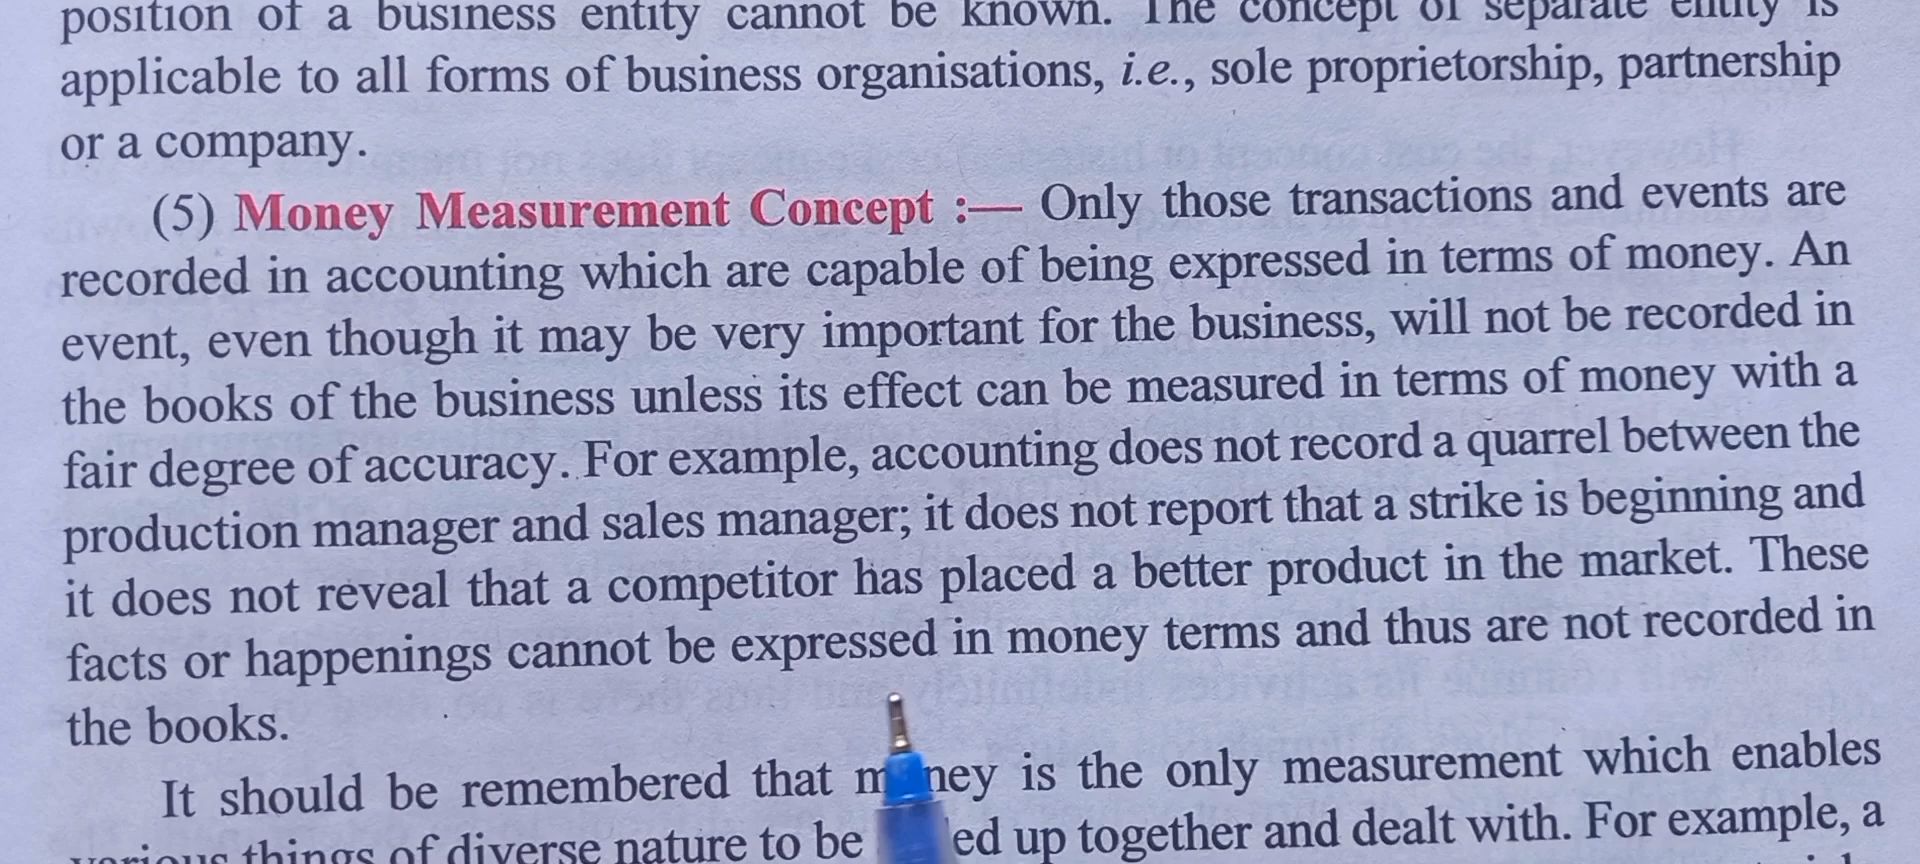 position of a business entity cannot be known. The concept of separate entity is
applicable to all forms of business organisations, i.e., sole proprietorship, partnership
or a company.
(5) Money Measurement Concept :— Only those transactions and events are
recorded in accounting which are capable of being expressed in terms of money. An
event, even though it may be very important for the business, will not be recorded in
the books of the business unless its effect can be measured in terms of money with a
fair degree of accuracy. For example, accounting does not record a quarrel between the
production manager and sales manager; it does not report that a strike is beginning and
it does not reveal that a competitor has placed a better product in the market. These
facts or happenings cannot be expressed in money terms and thus are not recorded in
the books.
It should be remembered that money is the only measurement which enables
various things of diverse nature to be up together and dealt with. For example, a